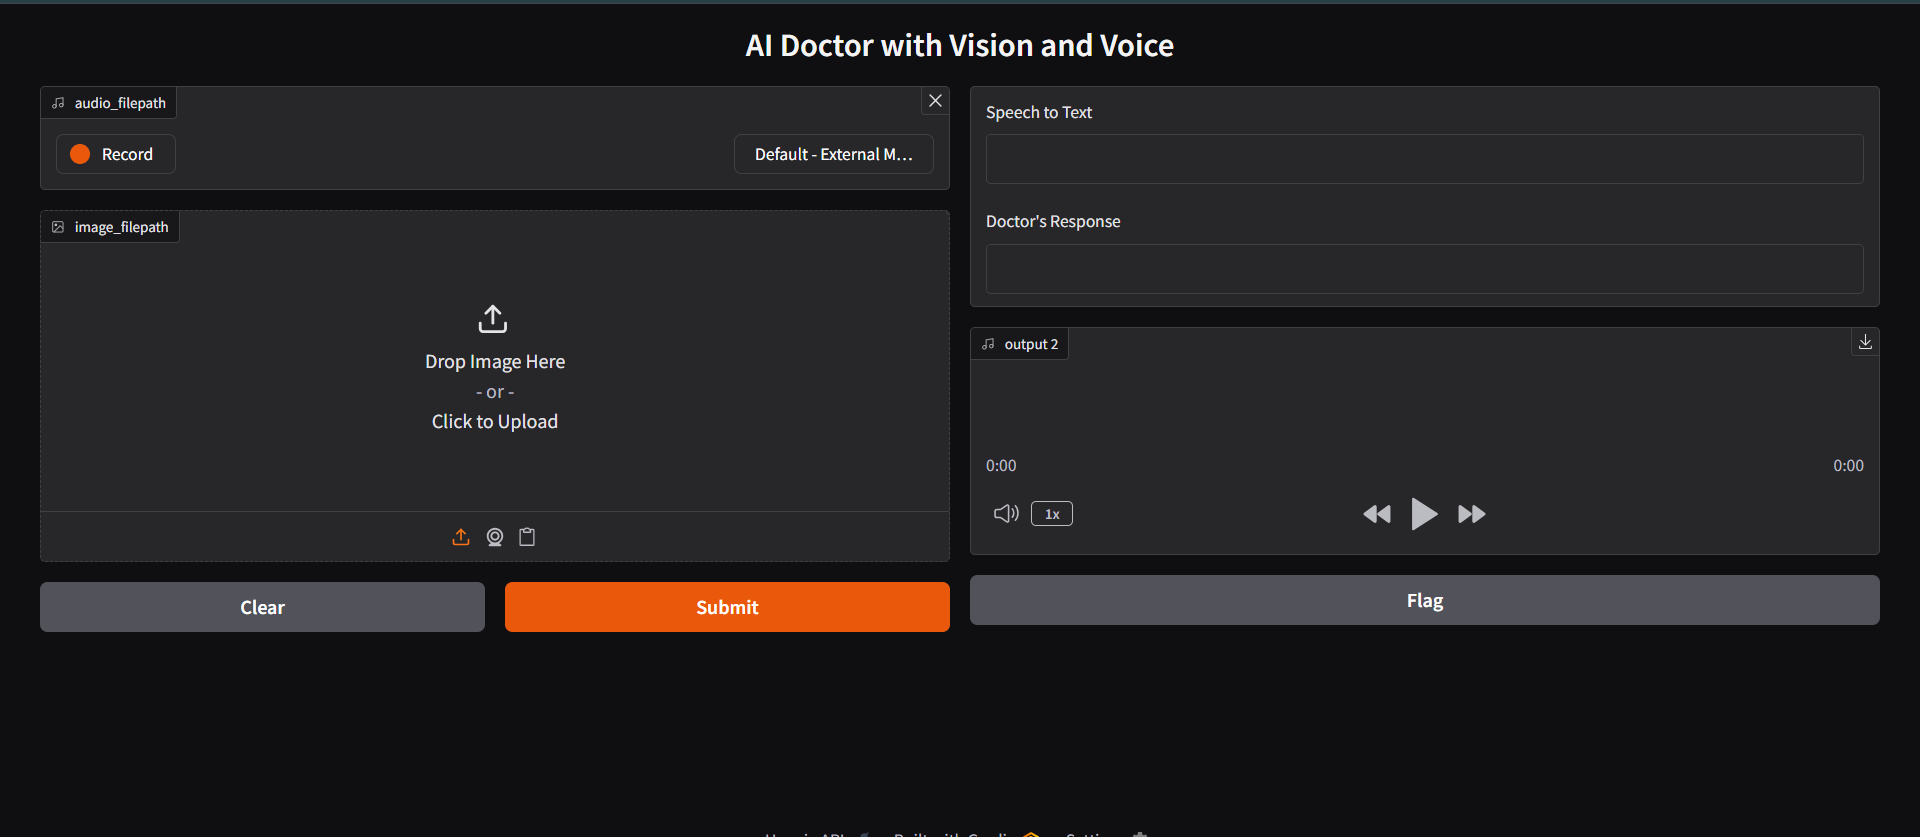 AI Doctor with Vision and Voice
audio_filepath
Record
Default - External M...
image_filepath
Drop Image Here
- or -
Click to Upload
Clear
Submit
Speech to Text
Doctor's Response
output 2
0:00
0:00
1x
Flag